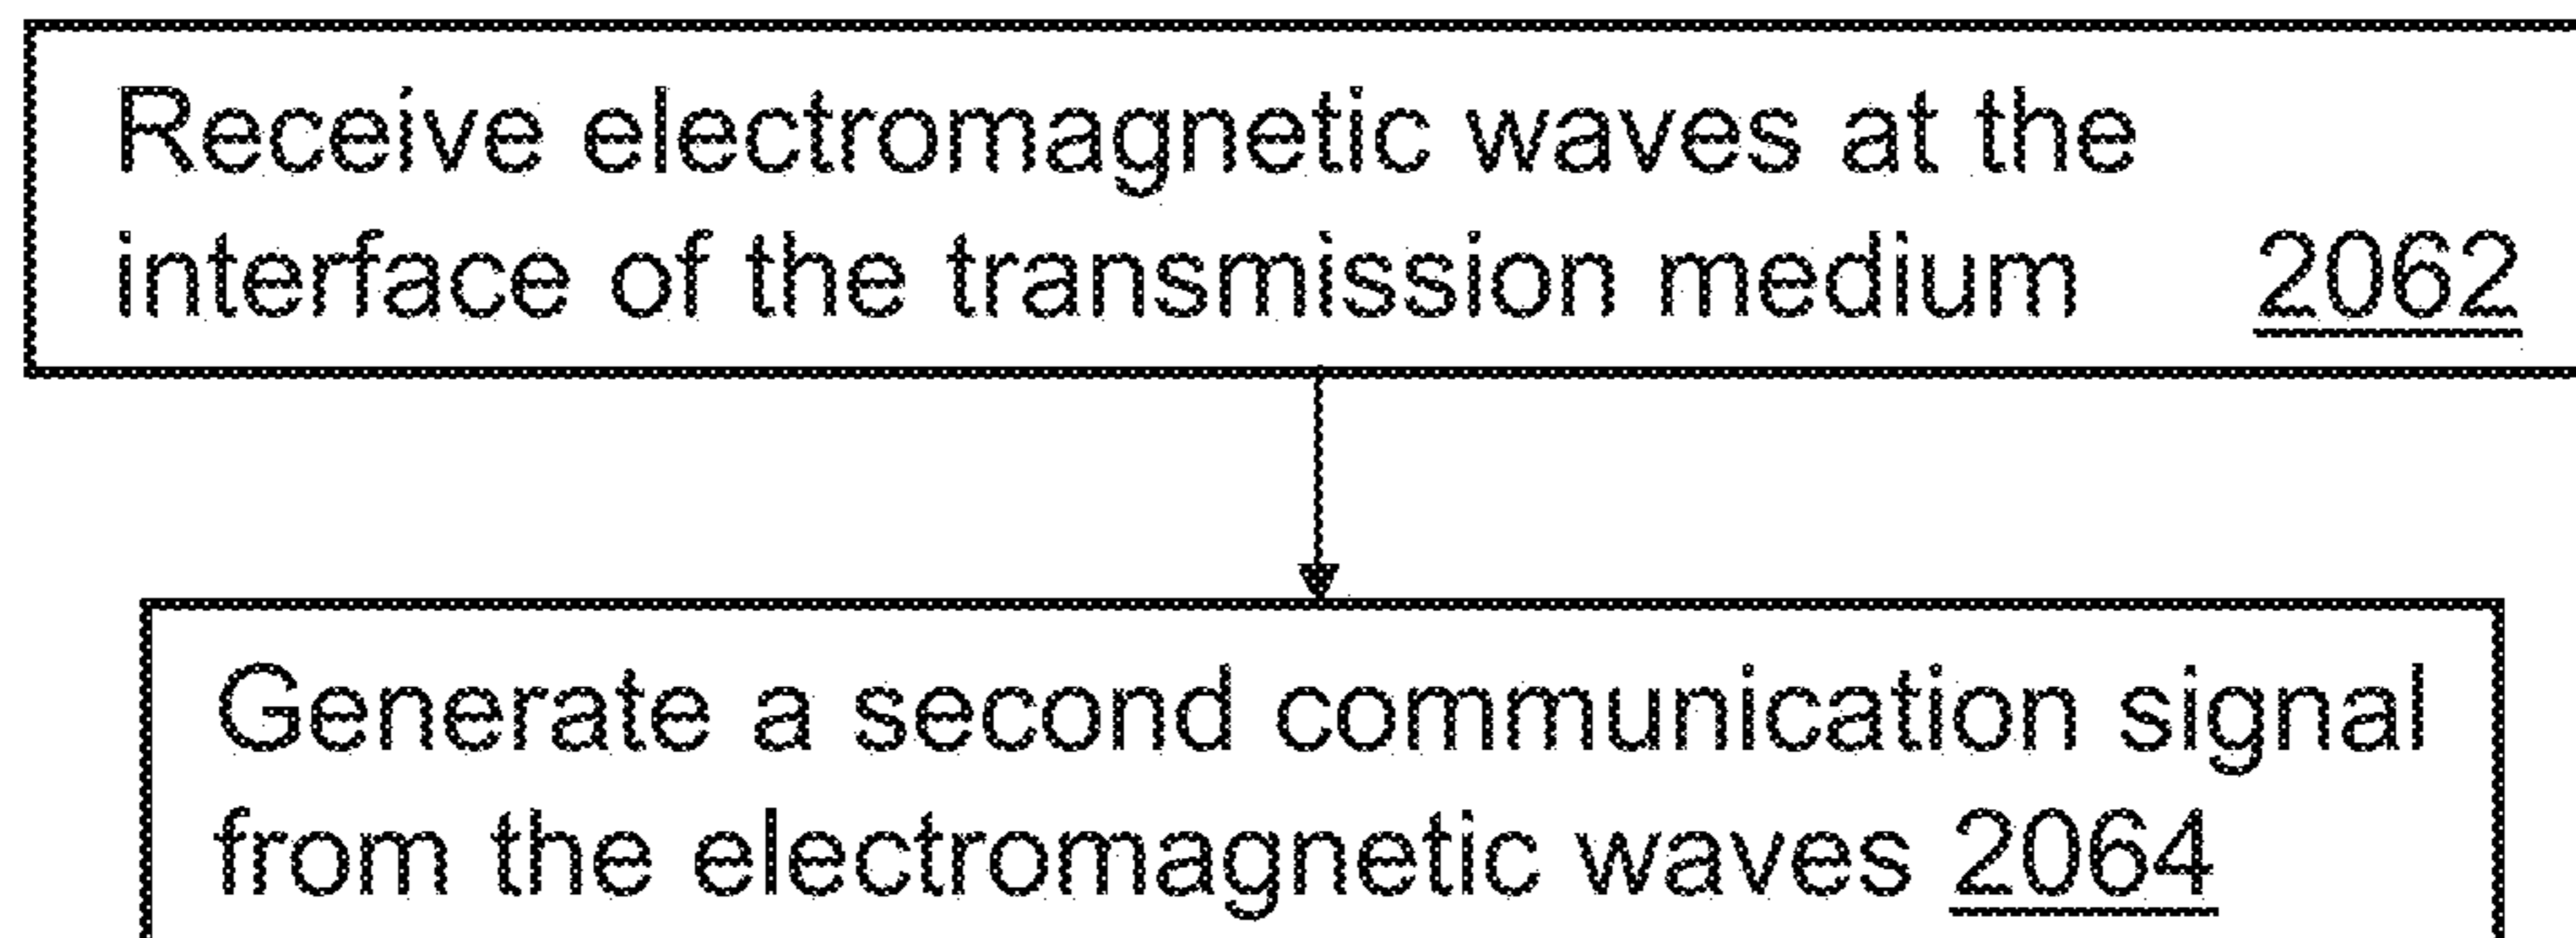 Receive electromagnetic waves at the
interface of the transmission medium 2062
Generate a second communication signal
from the electromagnetic waves 2064